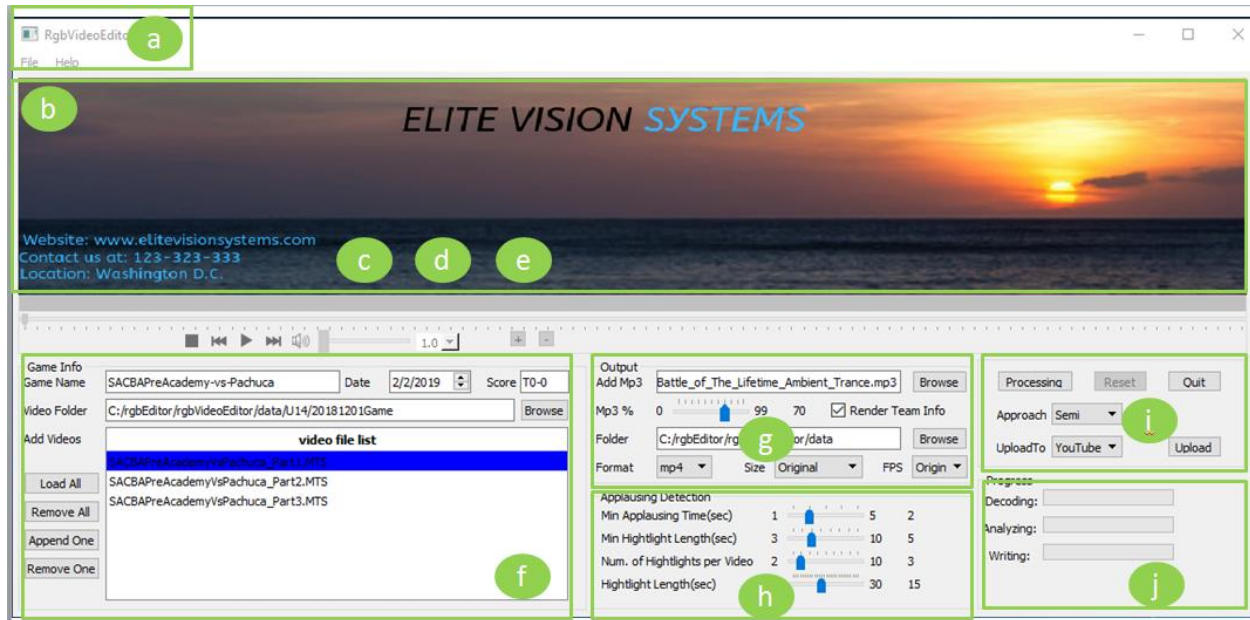 RgbVideoEdito
a
File Help
b
ELITE VISION SYSTEMS
Website: www.elitevisionsystems.com
Contact us at: 123-323-333
Location: Washington D.C.
c d e
1.0 + -
Game Info
Game Name SACBAPreAcademy-vs-Pachuca Date 2/2/2019 Score T0-0
Video Folder C:/rgbEditor/rgbVideoEditor/data/U14/20181201Game Browse
Add Videos video file list
SACBAPreAcademyVsPachuca_Part1.MTS
Load All SACBAPreAcademyVsPachuca_Part2.MTS
Remove All SACBAPreAcademyVsPachuca_Part3.MTS
Append One
Remove One
f
Output
Add Mp3 Battle_of_The_Lifetime_Ambient_Trance.mp3 Browse
Mp3 % 0 99 70 Render Team Info
Folder C:/rgbEditor/rg or/data Browse
g
Format mp4 Size Original FPS Origin
Applausing Detection
Min Applausing Time(sec) 1 5 2
Min Hightlight Length(sec) 3 10 5
Num. of Hightlights per Video 2 10 3
Hightlight Length(sec) 30 15
h
Processing Reset Quit
Approach Semi
i
UploadTo YouTube Upload
Progress
Decoding:
Analyzing:
Writing:
j